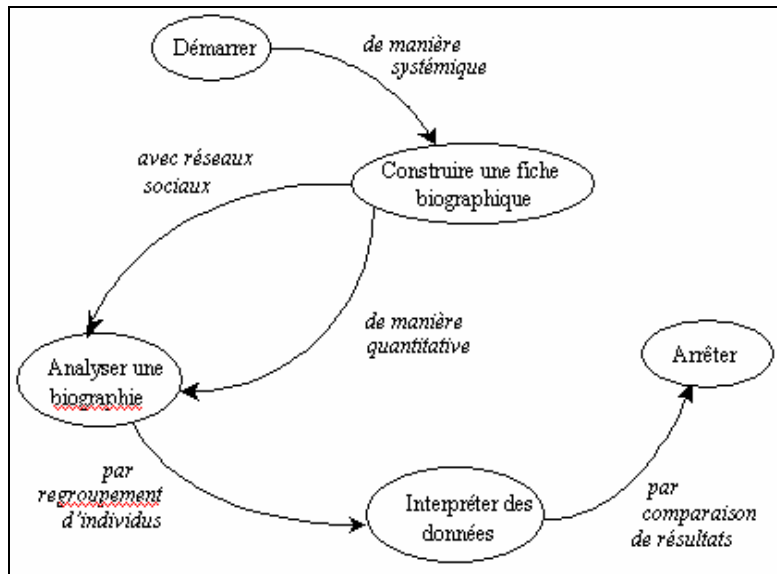 Démarrer
de manière
systémique
Construire une fiche
biographique
avec réseaux
sociaux
de manière
quantitative
Analyser une
biographie
Arrêter
par
regroupement
d'individus
Interpréter des
données
par
comparaison
de résultats